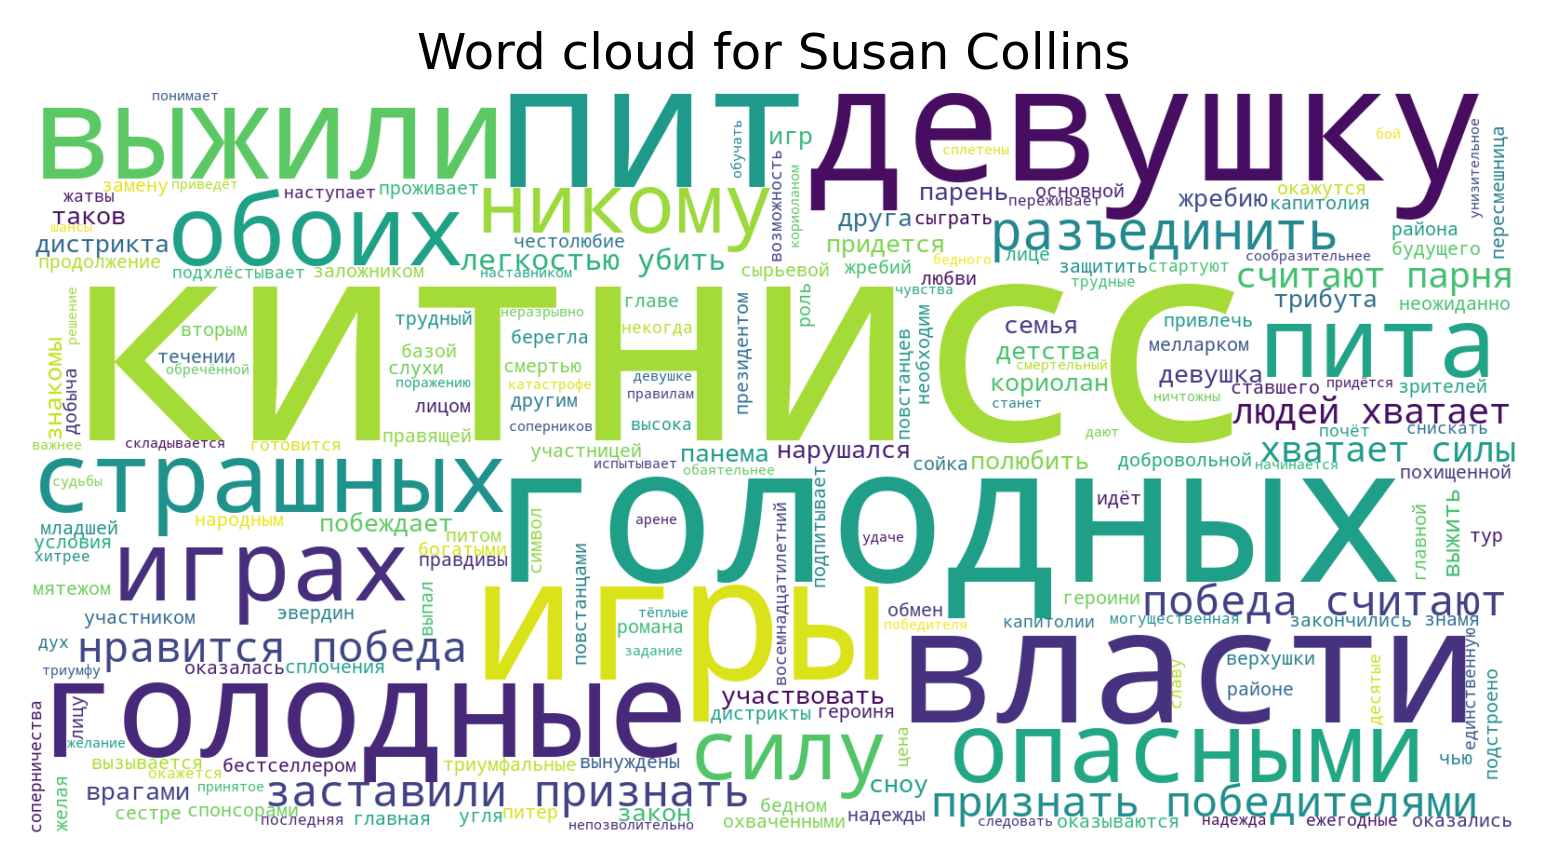 Word cloud for Susan Collins
понимает
выжили пит девушку
обучать
игр
возможность
кориоланом
сплетены
бой
унизительное
пересмешница
жатвы
замену
приведёт
наступает
проживает
никому
парень
основной
переживает
жребию
окажутся
капитолия
таков
шансы
обоих
друга
сыграть
разъединить
района
дистрикта
честолюбие
придется
будущего
продолжение
подхлёстывает
заложником
легкостью убить
наставником
сырьевой
жребий
бедного
любви
лице
защитить
стартуют
сообразительнее
трудные
считают парня
китнисс
чувства
роль
главе
неразрывно
решение
вторым
трудный
берегла
некогда
президентом
повстанцев
необходим
семья
привлечь
трибута
неожиданно
мелларком
пита
знакомы
добыча
течении
обречённой
базой
слухи
поражению
смертью
катастрофе
девушке
правилам
детства
смертельный
кориолан
станет
девушка
ничтожны
ставшего
придётся
зрителей
лицом
другим
соперников
высока
людей хватает
важнее
складывается
готовится
правящей
участницей
панема
нарушался
дают
почёт
снискать
хватает силы
страшных
испытывает
обаятельнее
сойка
полюбить
добровольной
начинается
похищенной
судьбы
голодных
подпитывает
идёт
главной
выжить
тур
младшей
народным
побеждает
питом
символ
арене
удаче
восемнадцатилетний
условия
хитрее
играх
богатыми
правдивы
повстанцами
мятежом
выпал
игры
героини
победа считают
участником
эвердин
тёплые
романа
задание
обмен
победителя
капитолии
могущественная
закончились
знамя
дух
нравится победа
триумфу
оказалась
сплочения
власти
верхушки
районе
славу
десятые
единственную
подстроено
голодные
лицу
соперничества
участвовать
дистрикты
героиня
цена
силу
опасными
чью
желание
вызывается
окажется
бестселлером
триумфальные
вынуждены
желая
врагами
принятое
заставили признать
сноу
признать победителями
сестре
спонсорами
последняя
главная
угля
питер
закон
непозволительно
бедном
охваченными
надежды
следовать
оказываются
надежда
ежегодные
оказались